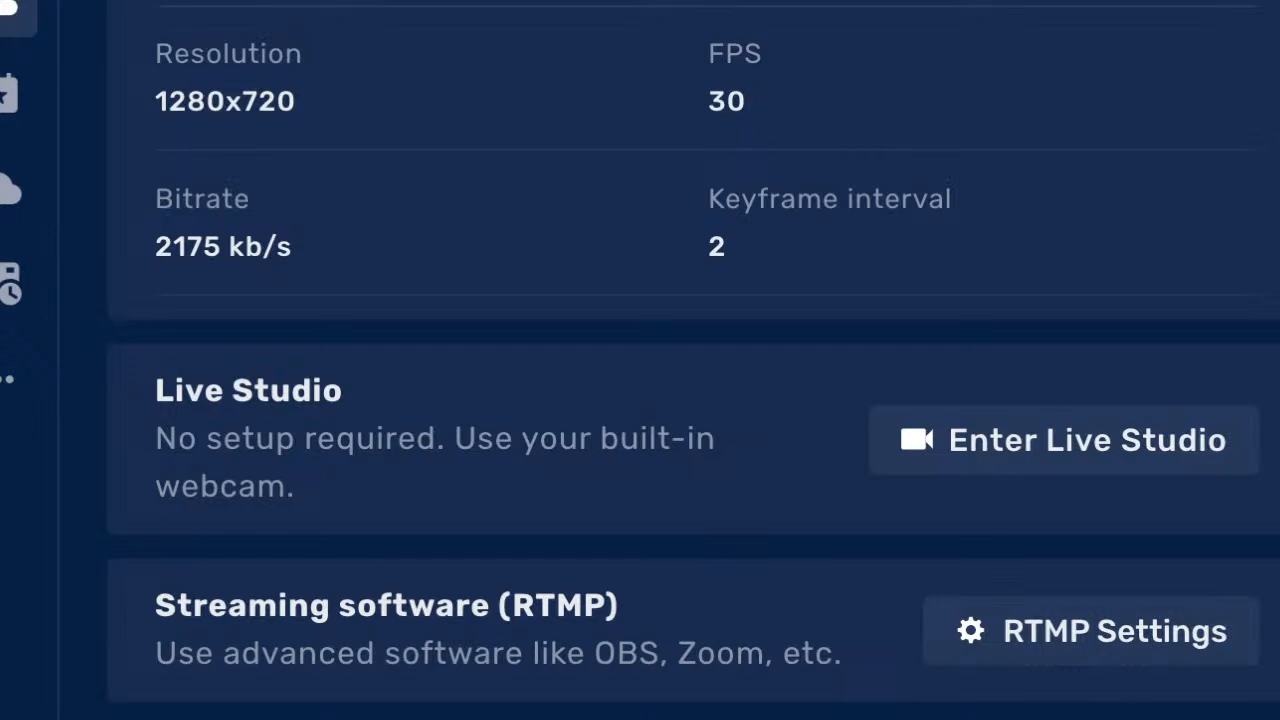 Resolution
FPS
1280x720
30
Bitrate
Keyframe interval
2175 kb/s
2
Live Studio
No setup required. Use your built-in
webcam.
Enter Live Studio
Streaming software (RTMP)
Use advanced software like OBS, Zoom, etc.
RTMP Settings